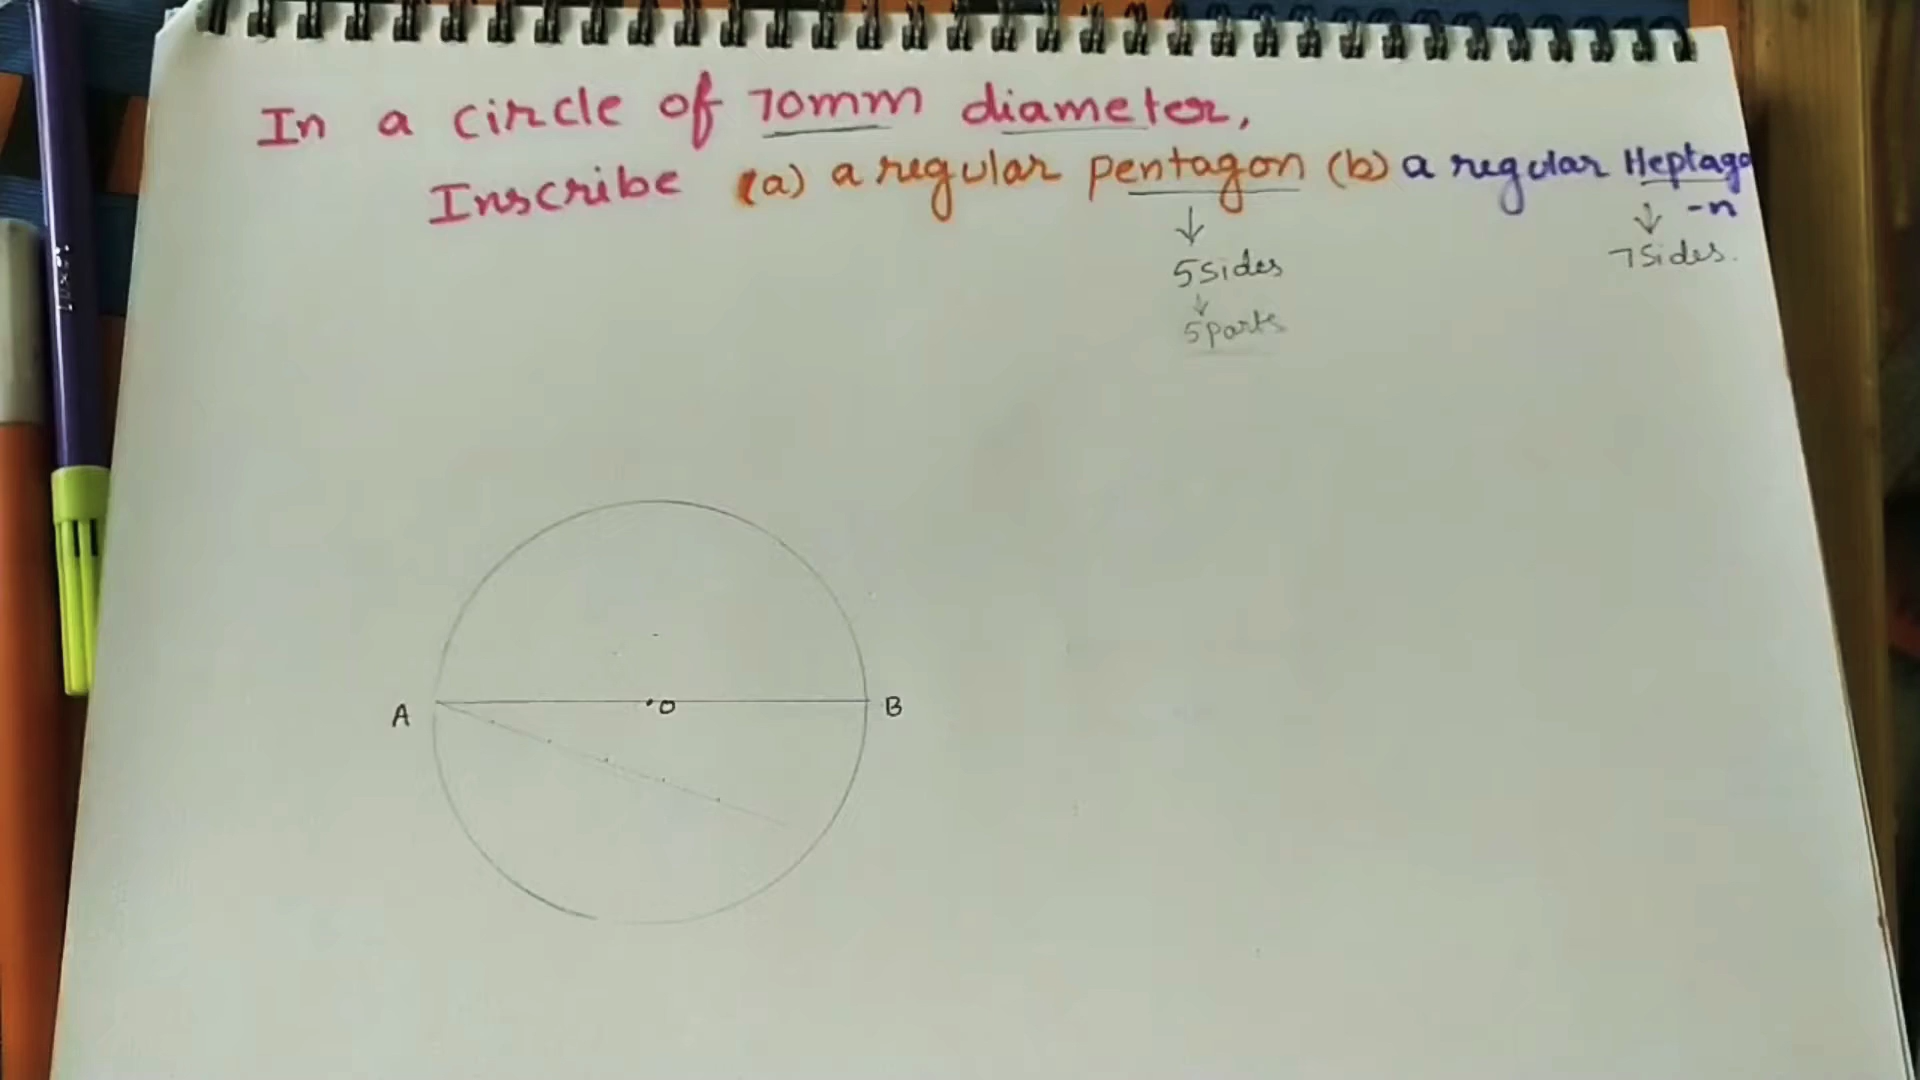 In a circle of 70mm diameter,
Inscribe (a) a regular pentagon (b) a regular Heptago
-n
↓ ↓
5 sides 7 sides.
↓
5 parts
A O B